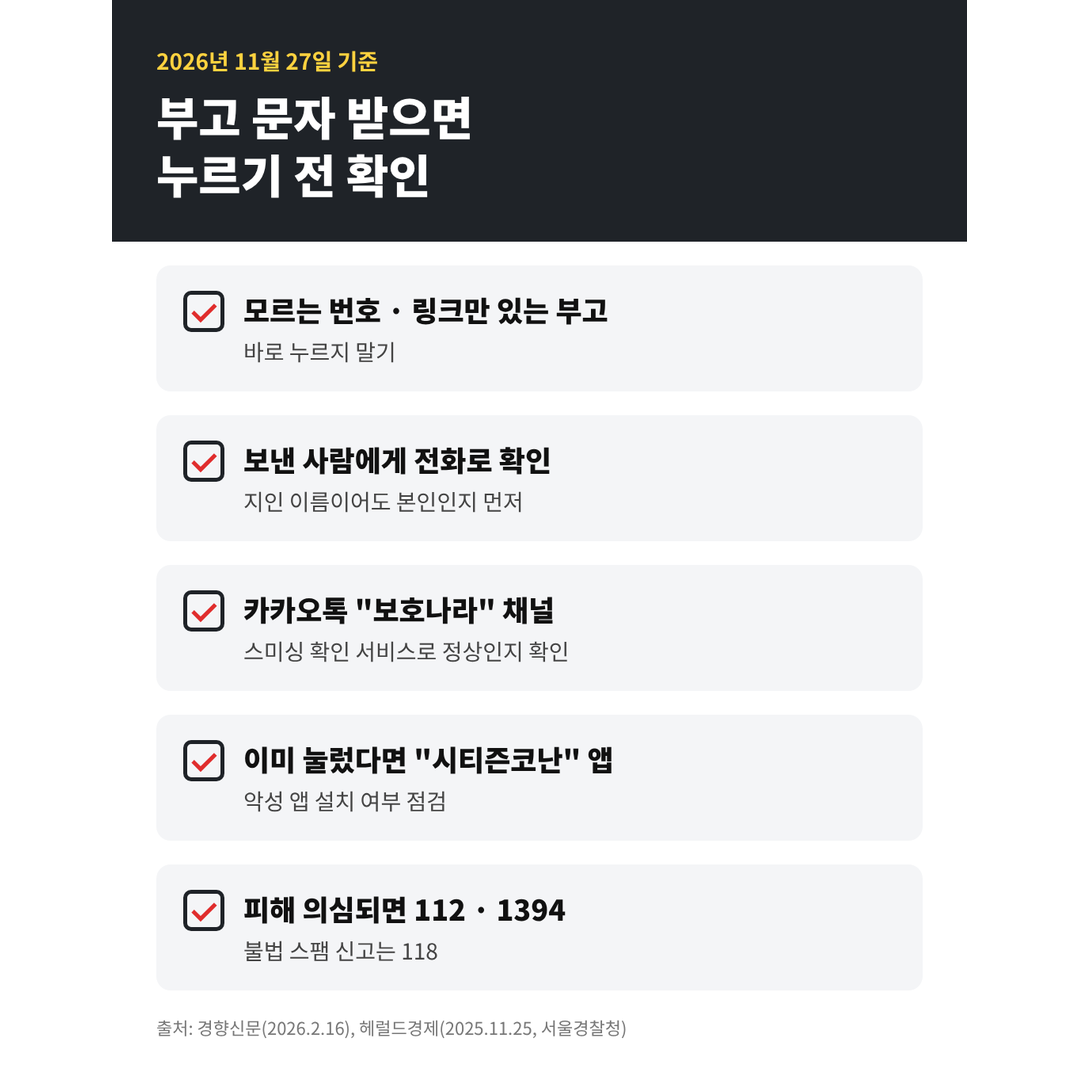 2026년 11월 27일 기준
부고 문자 받으면
누르기 전 확인
모르는 번호 · 링크만 있는 부고
바로 누르지 말기
보낸 사람에게 전화로 확인
지인 이름이어도 본인인지 먼저
카카오톡 "보호나라" 채널
스미싱 확인 서비스로 정상인지 확인
이미 눌렀다면 "시티즌코난" 앱
악성 앱 설치 여부 점검
피해 의심되면 112 · 1394
불법 스팸 신고는 118
출처: 경향신문(2026.2.16), 헤럴드경제(2025.11.25, 서울경찰청)